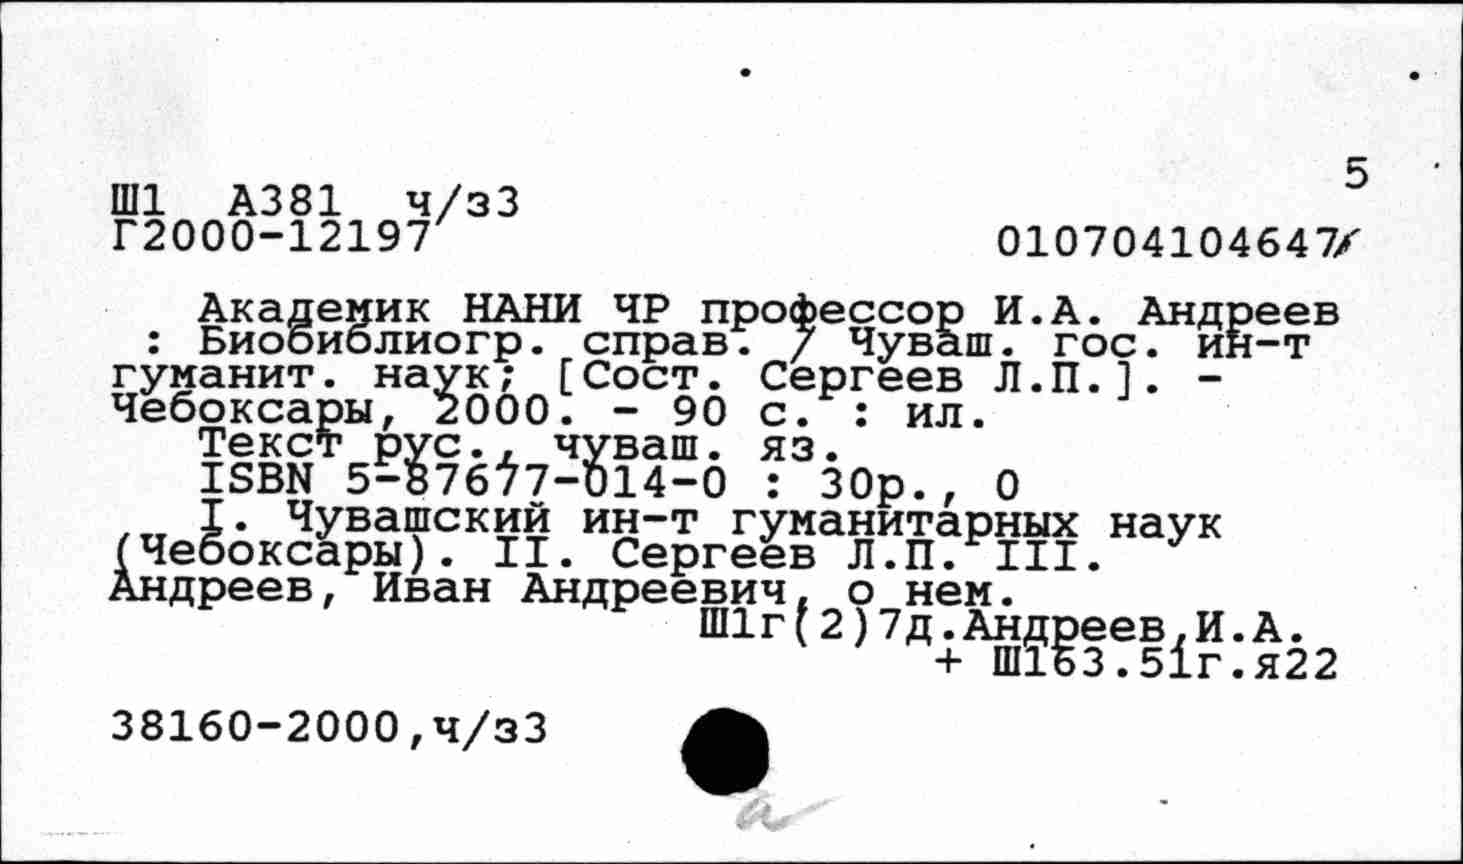 5
Ш1 А381 ч/з3
Г2000-12197
010704104647
Академик НАНИ ЧР профессор И.А. Андреев
: Биобиблиогр. справ. / Чуваш. гос. ин-т
гуманит. наук; [Сост. Сергеев Л.П.]. -
Чебоксары, 2000. - 90 с. : ил.
Текст рус., чуваш. яз.
ISBN 5-87677-014-0 : 30р., 0
I. Чувашский ин-т гуманитарных наук
(Чебоксары). II. Сергеев Л.П. III.
Андреев, Иван Андреевич, о нем.
Ш1г(2)7д.Андреев,И.А.
+ Ш163.51г.я22
38160-2000,ч/з3
а